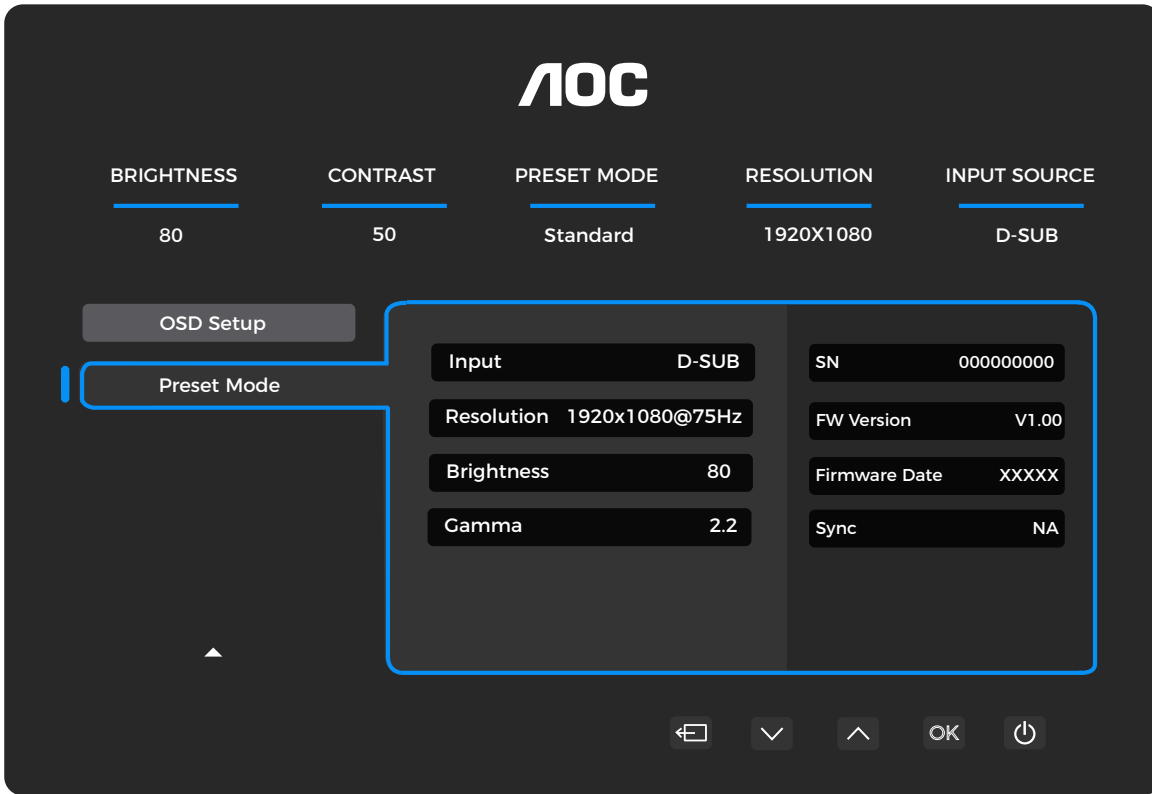 AOC
BRIGHTNESS CONTRAST PRESET MODE RESOLUTION INPUT SOURCE
80 50 Standard 1920X1080 D-SUB
OSD Setup
Preset Mode
Input D-SUB
Resolution 1920x1080@75Hz
Brightness 80
Gamma 2.2
SN 000000000
FW Version V1.00
Firmware Date XXXXX
Sync NA
OK